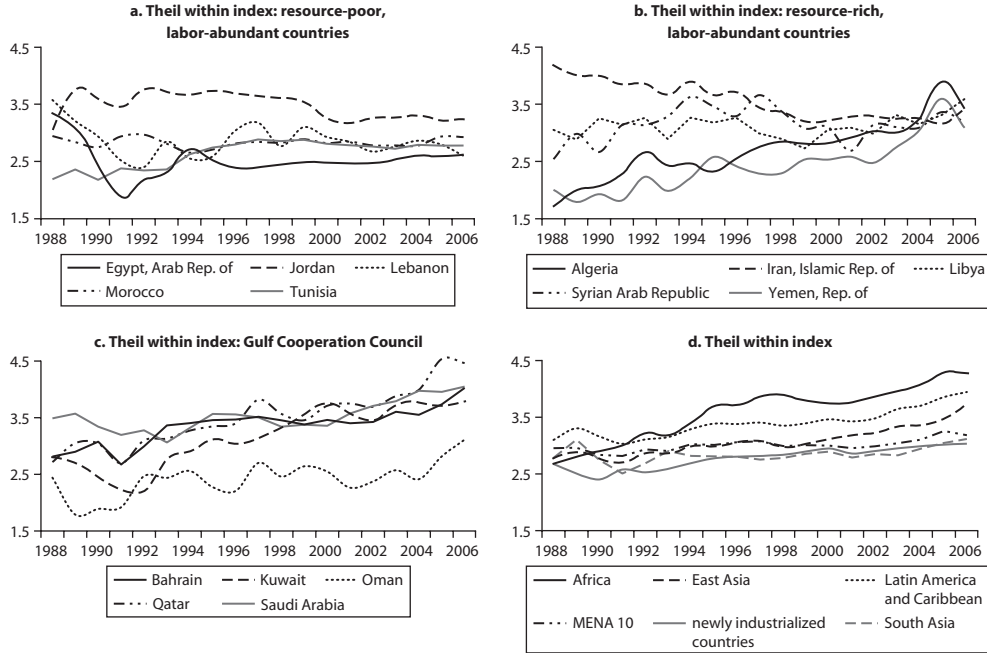 a. Theil within index: resource-poor,
labor-abundant countries
4.5
3.5
2.5
1.5
1988 1990 1992 1994 1996 1998 2000 2002 2004 2006
Egypt, Arab Rep. of Jordan Lebanon
Morocco Tunisia
b. Theil within index: resource-rich,
labor-abundant countries
4.5
3.5
2.5
1.5
1988 1990 1992 1994 1996 1998 2000 2002 2004 2006
Algeria Iran, Islamic Rep. of Libya
Syrian Arab Republic Yemen, Rep. of
c. Theil within index: Gulf Cooperation Council
4.5
3.5
2.5
1.5
1988 1990 1992 1994 1996 1998 2000 2002 2004 2006
Bahrain Kuwait Oman
Qatar Saudi Arabia
d. Theil within index
4.5
3.5
2.5
1.5
1988 1990 1992 1994 1996 1998 2000 2002 2004 2006
Africa East Asia Latin America
and Caribbean
MENA 10 newly industrialized South Asia
countries